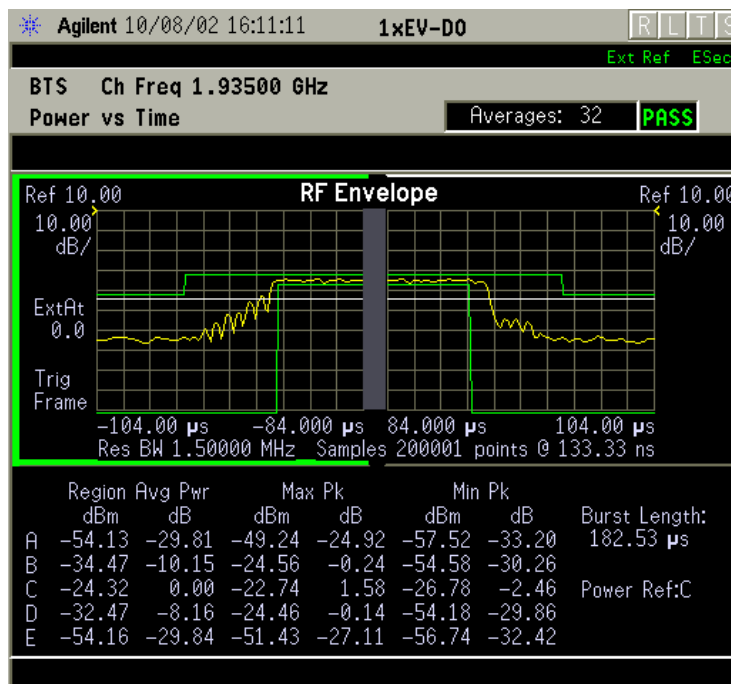 Agilent 10/08/02 16:11:11 1xEV-DO R L T S
Ext Ref ESec
BTS Ch Freq 1.93500 GHz
Power vs Time Averages: 32 PASS
Ref 10.00 RF Envelope Ref 10.00
10.00 10.00
dB/ dB/
ExtAt
0.0
Trig
Frame
-104.00 µs -84.000 µs 84.000 µs 104.00 µs
Res BW 1.50000 MHz Samples 200001 points @ 133.33 ns
Region Avg Pwr Max Pk Min Pk
dBm dB dBm dB dBm dB Burst Length:
A -54.13 -29.81 -49.24 -24.92 -57.52 -33.20 182.53 µs
B -34.47 -10.15 -24.56 -0.24 -54.58 -30.26
C -24.32 0.00 -22.74 1.58 -26.78 -2.46 Power Ref:C
D -32.47 -8.16 -24.46 -0.14 -54.18 -29.86
E -54.16 -29.84 -51.43 -27.11 -56.74 -32.42